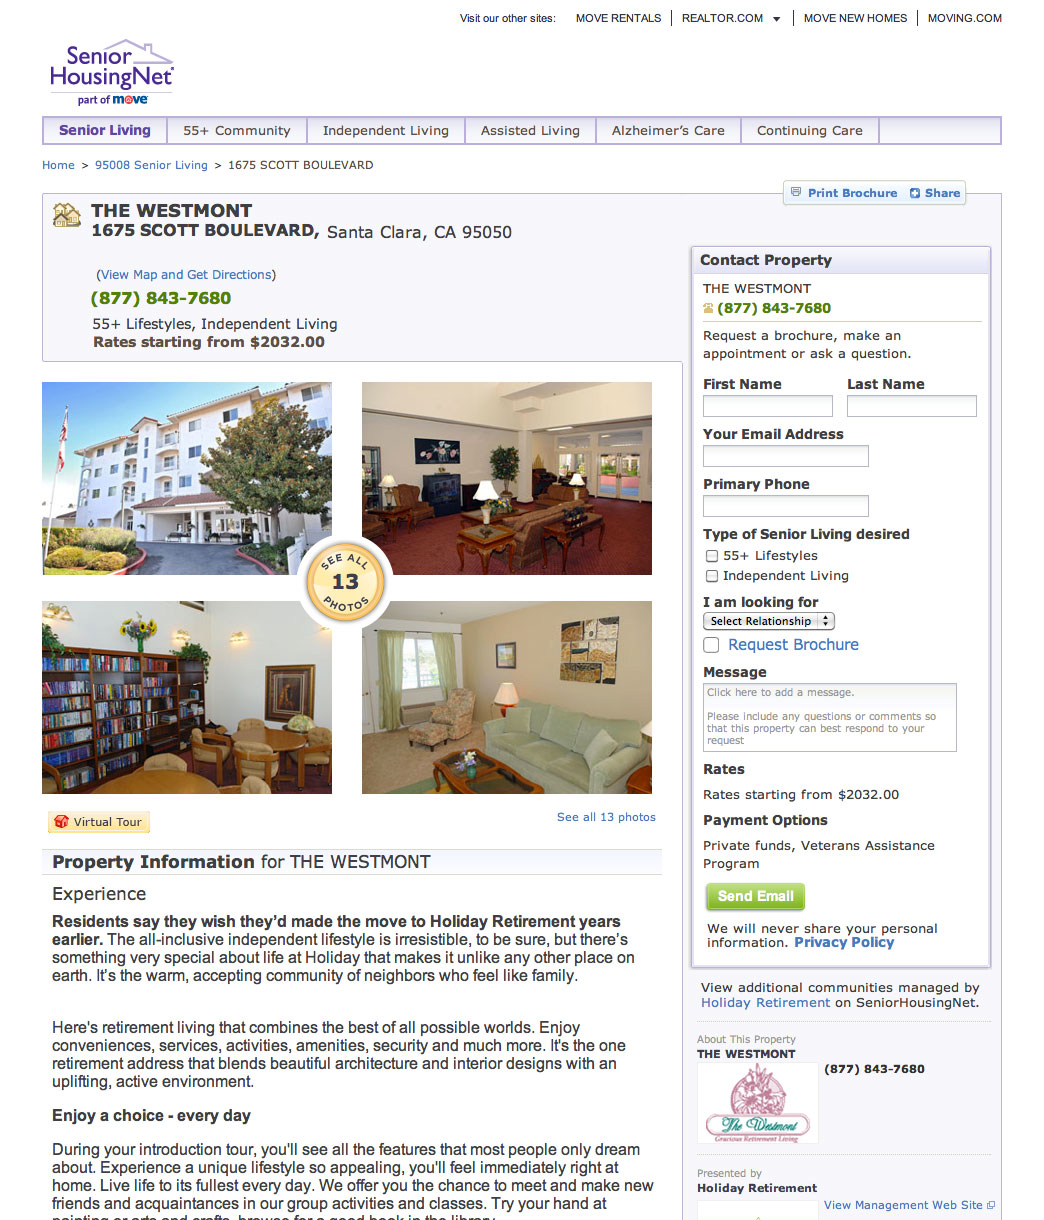 Visit our other sites: MOVE RENTALS REALTOR.COM MOVE NEW HOMES MOVING.COM
Senior
HousingNet
part of move
Senior Living 55+ Community Independent Living Assisted Living Alzheimer's Care Continuing Care
Home > 95008 Senior Living > 1675 SCOTT BOULEVARD
Print Brochure Share
THE WESTMONT
1675 SCOTT BOULEVARD, Santa Clara, CA 95050
(View Map and Get Directions)
(877) 843-7680
55+ Lifestyles, Independent Living
Rates starting from $2032.00
SEE ALL
13
PHOTOS
Virtual Tour
See all 13 photos
Property Information for THE WESTMONT
Experience
Residents say they wish they'd made the move to Holiday Retirement years
earlier. The all-inclusive independent lifestyle is irresistible, to be sure, but there's
something very special about life at Holiday that makes it unlike any other place on
earth. It's the warm, accepting community of neighbors who feel like family.
Here's retirement living that combines the best of all possible worlds. Enjoy
conveniences, services, activities, amenities, security and much more. It's the one
retirement address that blends beautiful architecture and interior designs with an
uplifting, active environment.
Enjoy a choice - every day
During your introduction tour, you'll see all the features that most people only dream
about. Experience a unique lifestyle so appealing, you'll feel immediately right at
home. Live life to its fullest every day. We offer you the chance to meet and make new
friends and acquaintances in our group activities and classes. Try your hand at
painting or arts and crafts, browse for a good book in the library
Contact Property
THE WESTMONT
(877) 843-7680
Request a brochure, make an
appointment or ask a question.
First Name Last Name
Your Email Address
Primary Phone
Type of Senior Living desired
55+ Lifestyles
Independent Living
I am looking for
Select Relationship
Request Brochure
Message
Click here to add a message.
Please include any questions or comments so
that this property can best respond to your
request
Rates
Rates starting from $2032.00
Payment Options
Private funds, Veterans Assistance
Program
Send Email
We will never share your personal
information. Privacy Policy
View additional communities managed by
Holiday Retirement on SeniorHousingNet.
About This Property
THE WESTMONT
(877) 843-7680
The Westmont
Gracious Retirement Living
Presented by
Holiday Retirement
View Management Web Site